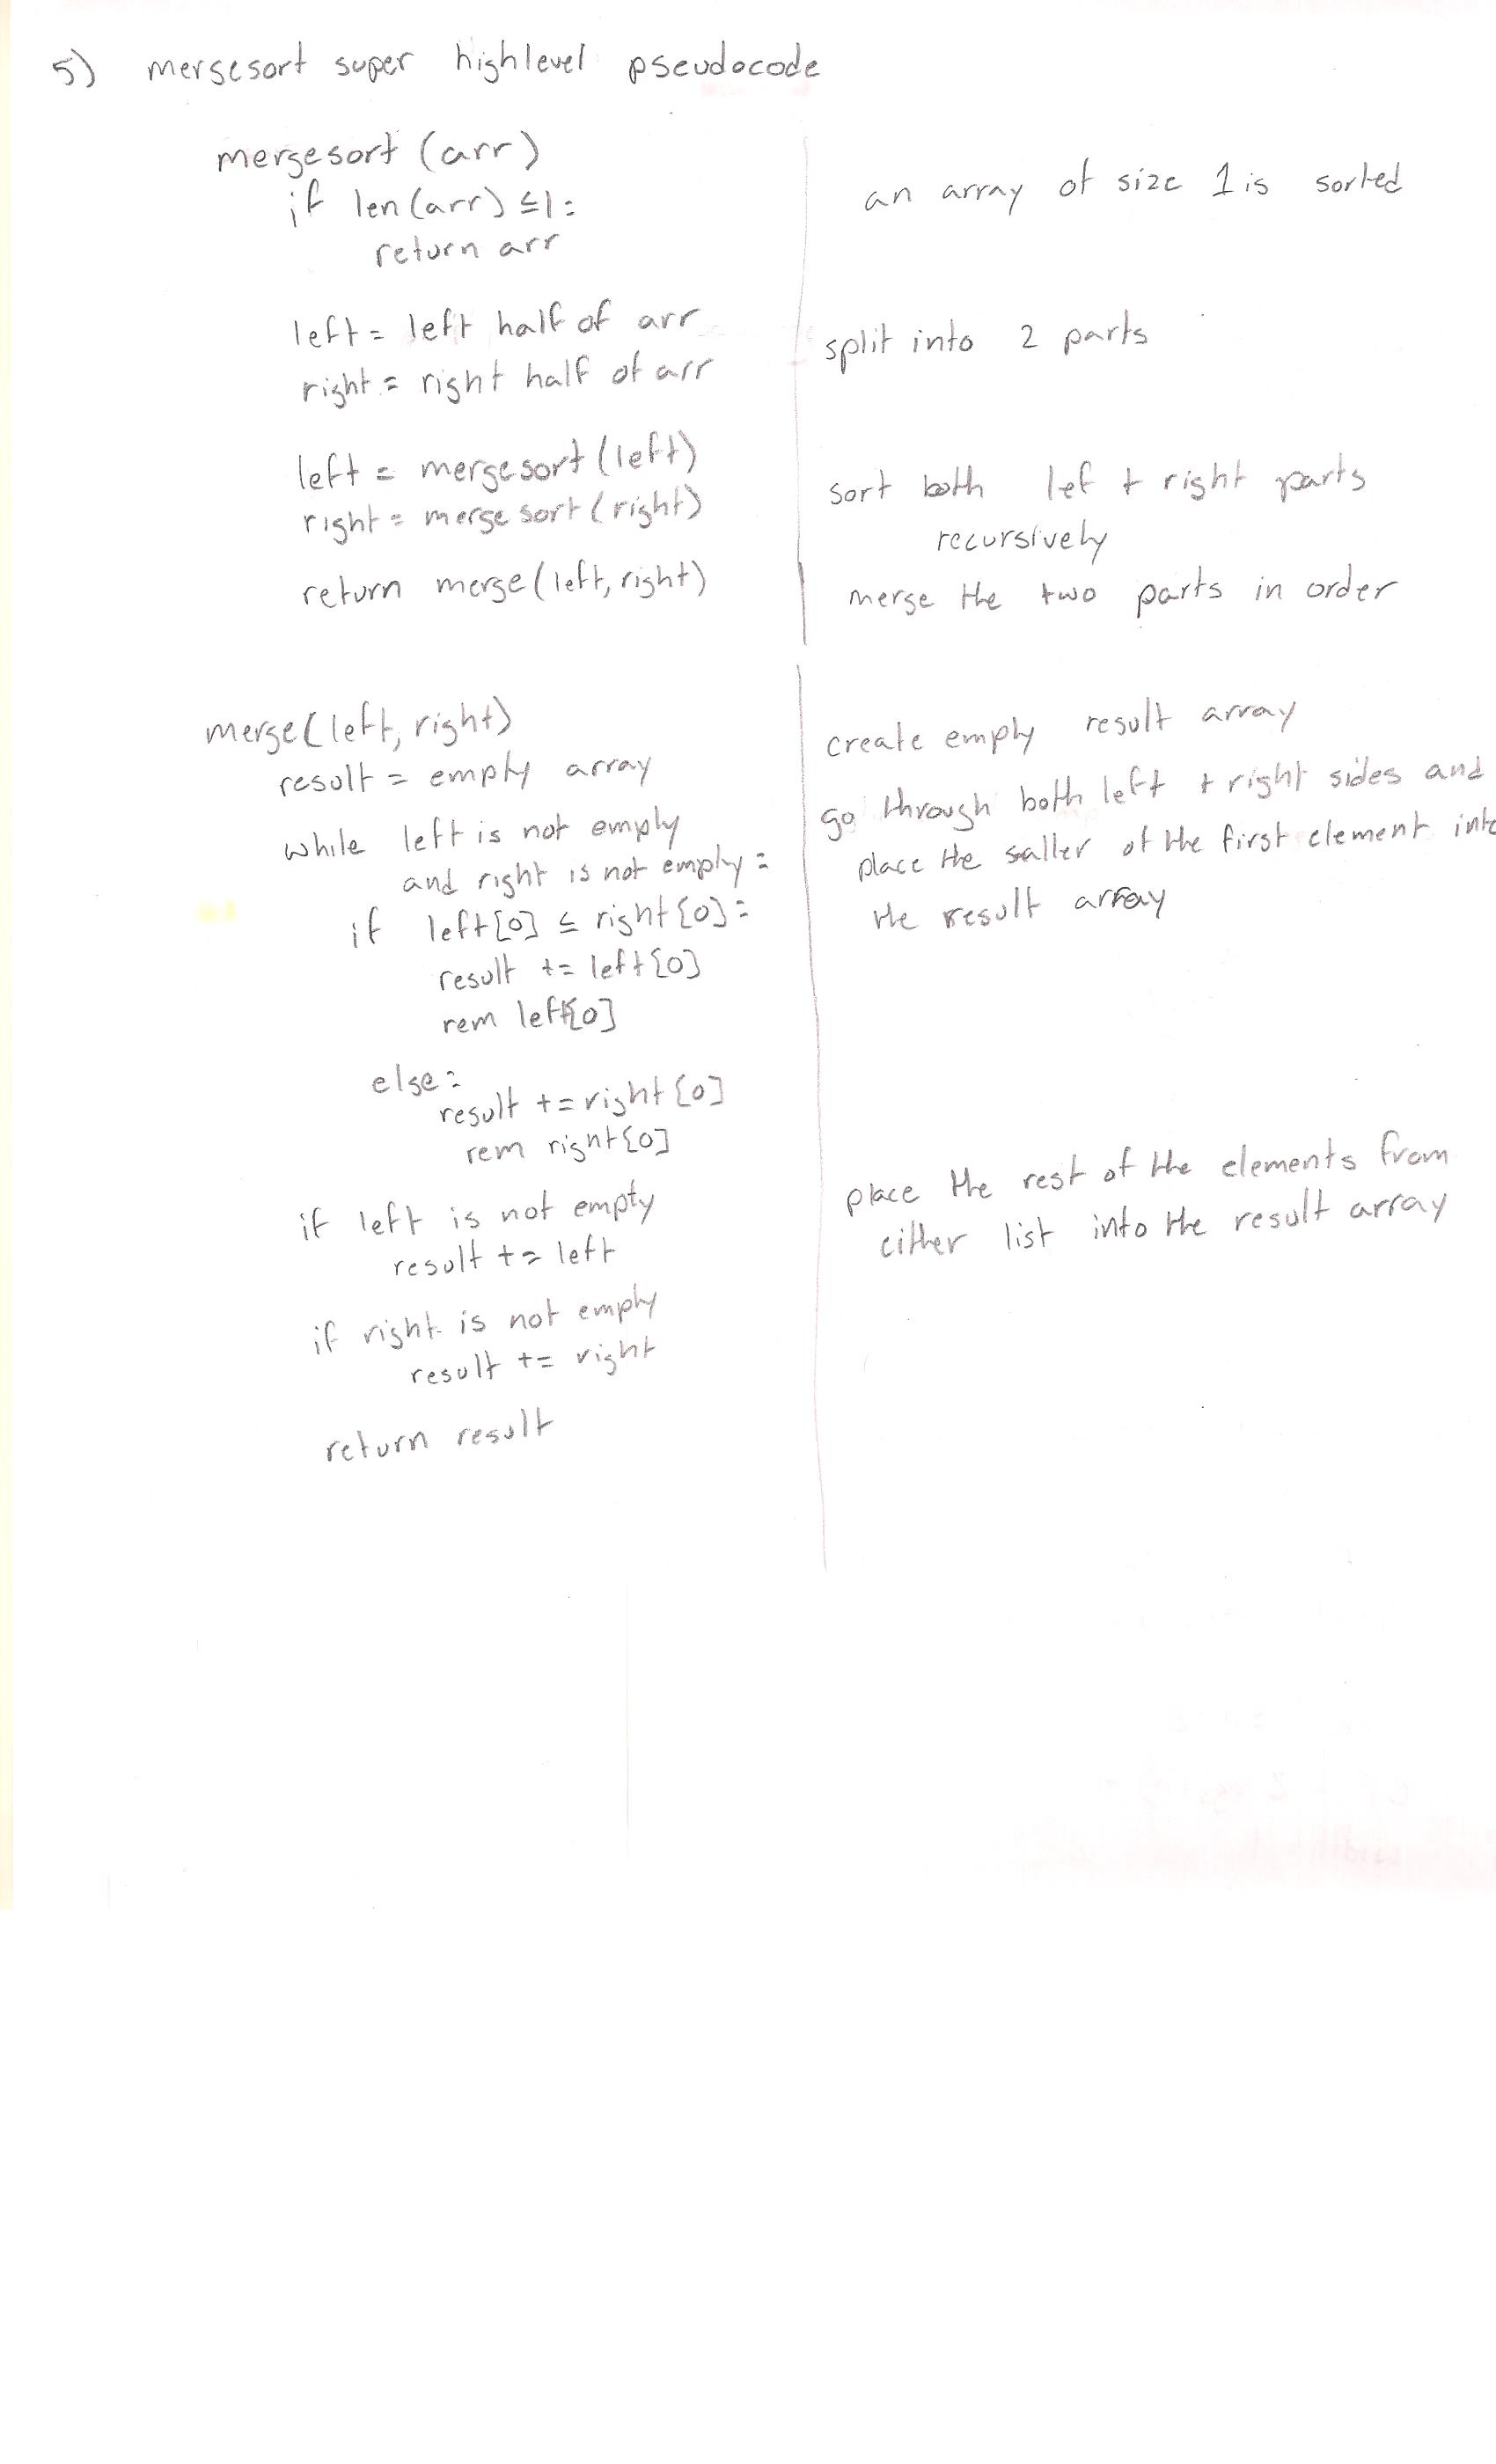 5) mergesort super highlevel pseudocode
mergesort (arr)
if len(arr) ≤1:
return arr
an array of size 1 is sorted
left = left half of arr
right = right half of arr
split into 2 parts
left = mergesort (left)
right = mergesort (right)
sort both lef + right parts
recursively
return merge(left, right)
merge the two parts in order
merge(left, right)
result = empty array
create empty result array
while left is not empty
and right is not empty:
if left[0] ≤ right[0]:
result += left[0]
rem left[0]
go through both left + right sides and
place the saller of the first element into
the result array
else:
result += right[0]
rem right[0]
if left is not empty
result += left
if right is not empty
result += right
place the rest of the elements from
either list into the result array
return result